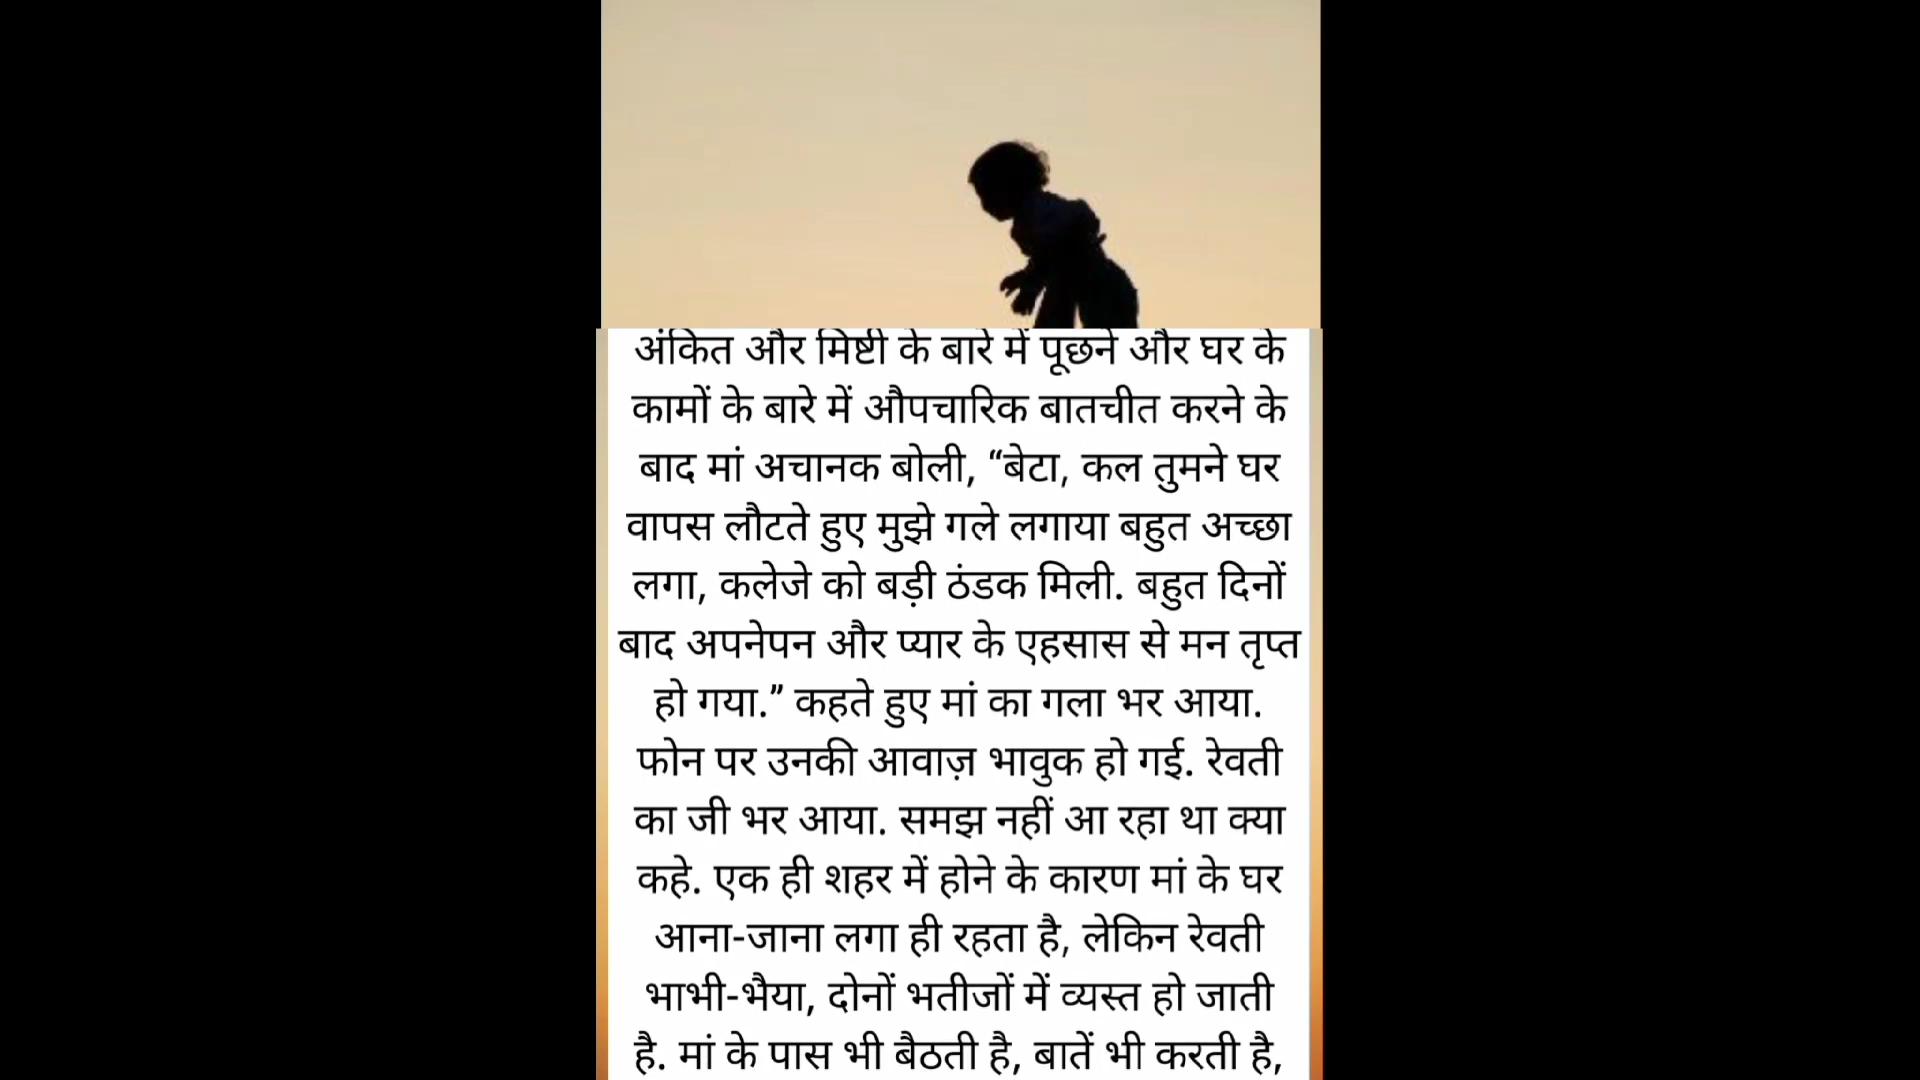 अंकित और मिष्टी के बारे में पूछने और घर के
कामों के बारे में औपचारिक बातचीत करने के
बाद मां अचानक बोली, “बेटा, कल तुमने घर
वापस लौटते हुए मुझे गले लगाया बहुत अच्छा
लगा, कलेजे को बड़ी ठंडक मिली. बहुत दिनों
बाद अपनेपन और प्यार के एहसास से मन तृप्त
हो गया.” कहते हुए मां का गला भर आया.
फोन पर उनकी आवाज़ भावुक हो गई. रेवती
का जी भर आया. समझ नहीं आ रहा था क्या
कहे. एक ही शहर में होने के कारण मां के घर
आना-जाना लगा ही रहता है, लेकिन रेवती
भाभी-भैया, दोनों भतीजों में व्यस्त हो जाती
है. मां के पास भी बैठती है, बातें भी करती है,